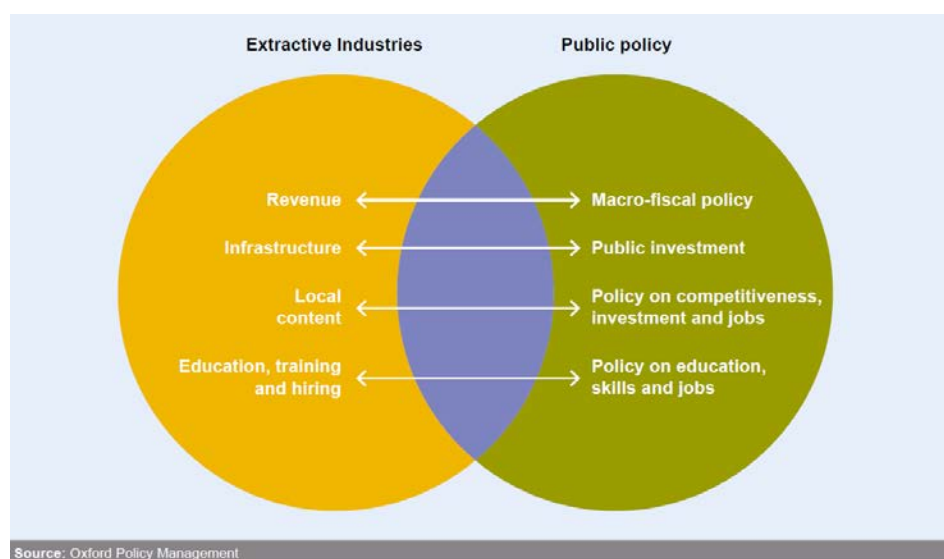 Extractive Industries
Public policy
Revenue
Macro-fiscal policy
Infrastructure
Public investment
Local
content
Policy on competitiveness,
investment and jobs
Education, training
and hiring
Policy on education,
skills and jobs
Source: Oxford Policy Management